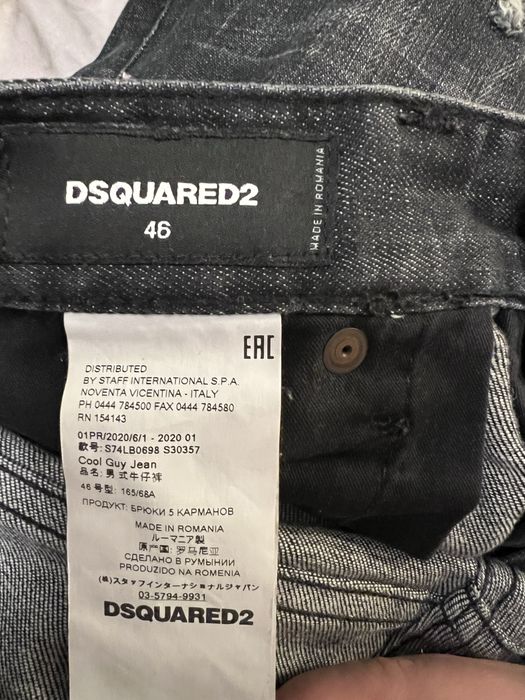 DSQUARED2
46
MADE IN ROMANIA
EAC
DISTRIBUTED
BY STAFF INTERNATIONAL S.P.A.
NOVENTA VICENTINA - ITALY
PH 0444 784500 FAX 0444 784580
RN 154143
01PR/2020/6/1 - 2020 01
款号: S74LB0698 S30357
Cool Guy Jean
品名: 男式牛仔裤
46 号型: 165/68A
ПРОДУКТ: БРЮКИ 5 КАРМАНОВ
MADE IN ROMANIA
ルーマニア製
原产国: 罗马尼亚
СДЕЛАНО В РУМЫНИИ
PRODUZIDO NA ROMENIA
(株)スタッフインターナショナルジャパン
03-5794-9931
DSQUARED2